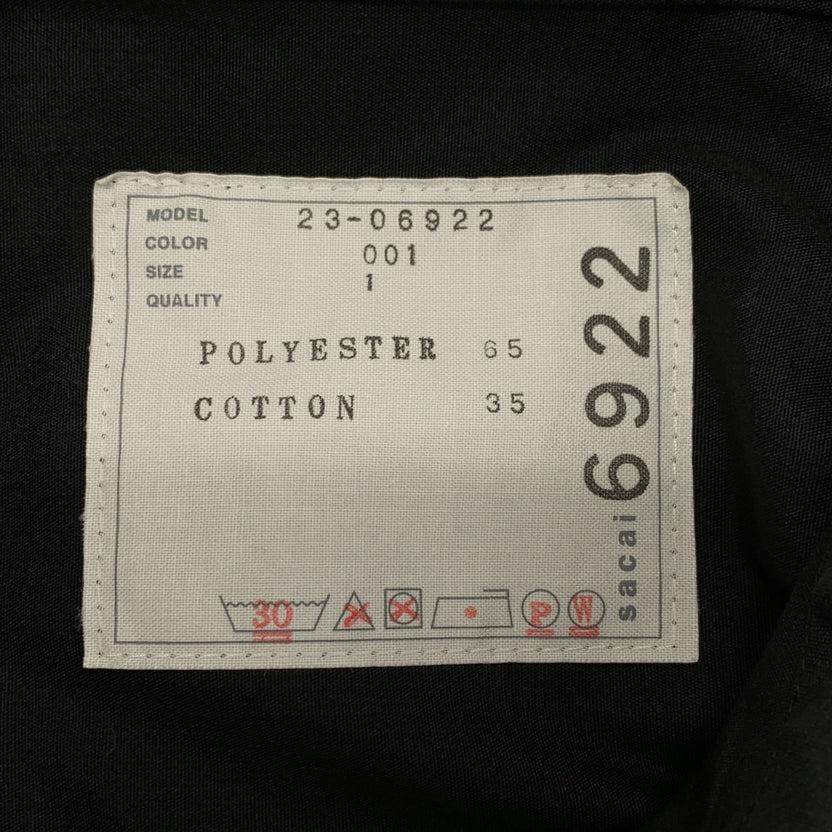 MODEL 23-06922
COLOR 001
SIZE 1
QUALITY
POLYESTER 65
COTTON 35
sacai 6922
30 P W